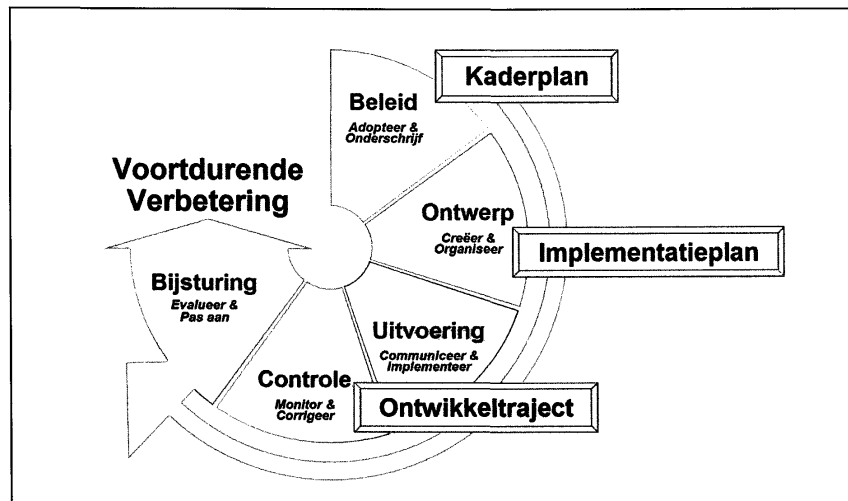 Kaderplan
Beleid
Adopteer &
Onderschrijf
Voortdurende
Verbetering
Ontwerp
Creëer &
Organiseer
Implementatieplan
Bijsturing
Evalueer &
Pas aan
Uitvoering
Communiceer &
Implementeer
Controle
Monitor &
Corrigeer
Ontwikkeltraject